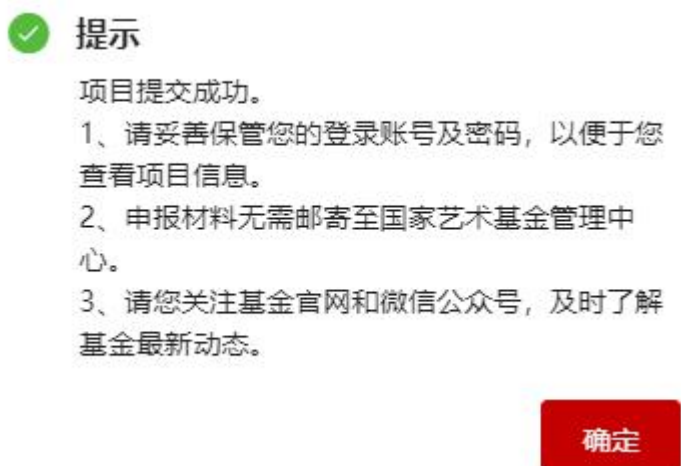 提示
项目提交成功。
1、请妥善保管您的登录账号及密码，以便于您
查看项目信息。
2、申报材料无需邮寄至国家艺术基金管理中
心。
3、请您关注基金官网和微信公众号，及时了解
基金最新动态。
确定